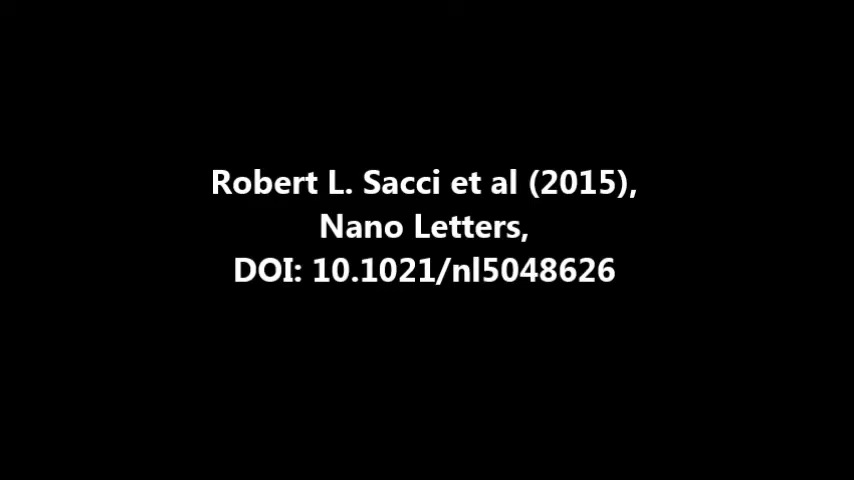 Robert L. Sacci et al (2015),
Nano Letters,
DOI: 10.1021/nl5048626